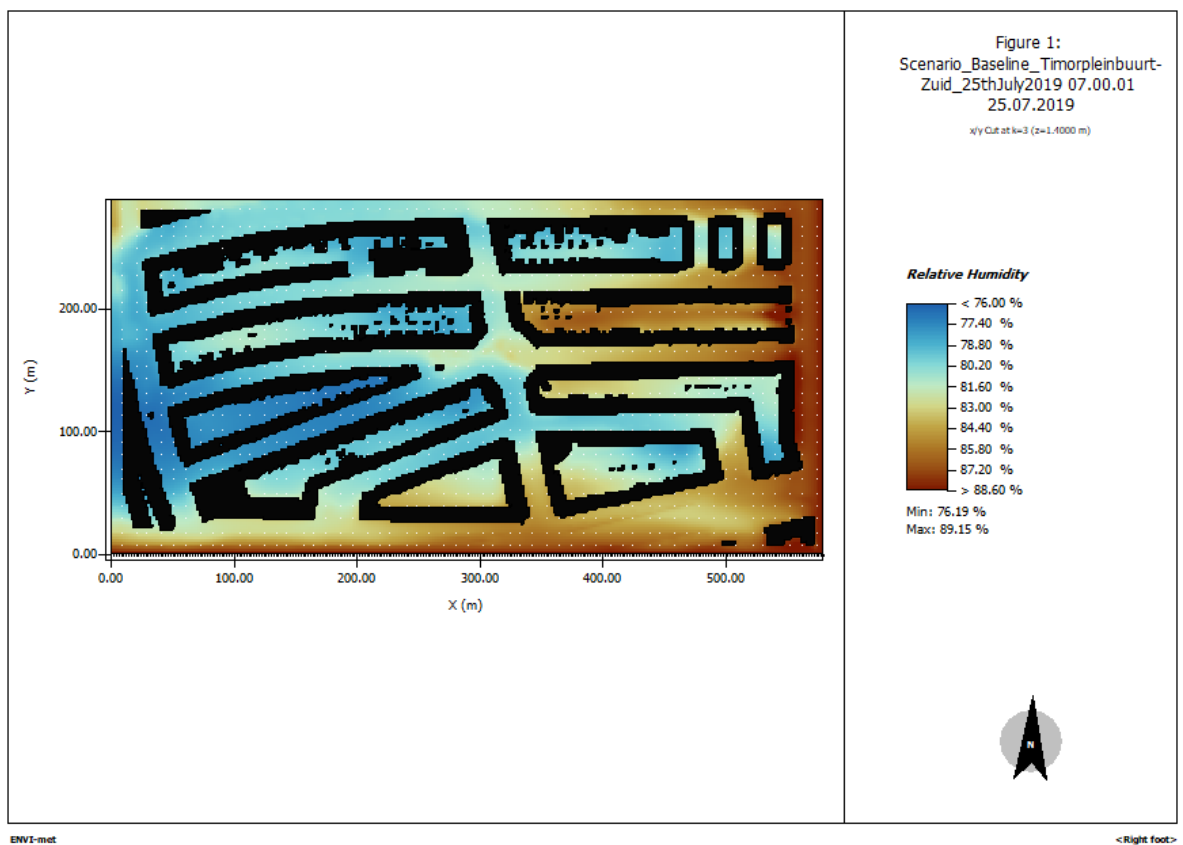 Figure 1:
Scenario_Baseline_Timorpleinbuurt-
Zuid_25thJuly2019 07.00.01
25.07.2019
x/y Cut at k=3 (z=1.4000 m)
Y (m)
200.00
100.00
0.00
0.00 100.00 200.00 300.00 400.00 500.00
X (m)
Relative Humidity
< 76.00 %
77.40 %
78.80 %
80.20 %
81.60 %
83.00 %
84.40 %
85.80 %
87.20 %
> 88.60 %
Min: 76.19 %
Max: 89.15 %
N
ENVI-met
<Right foot>